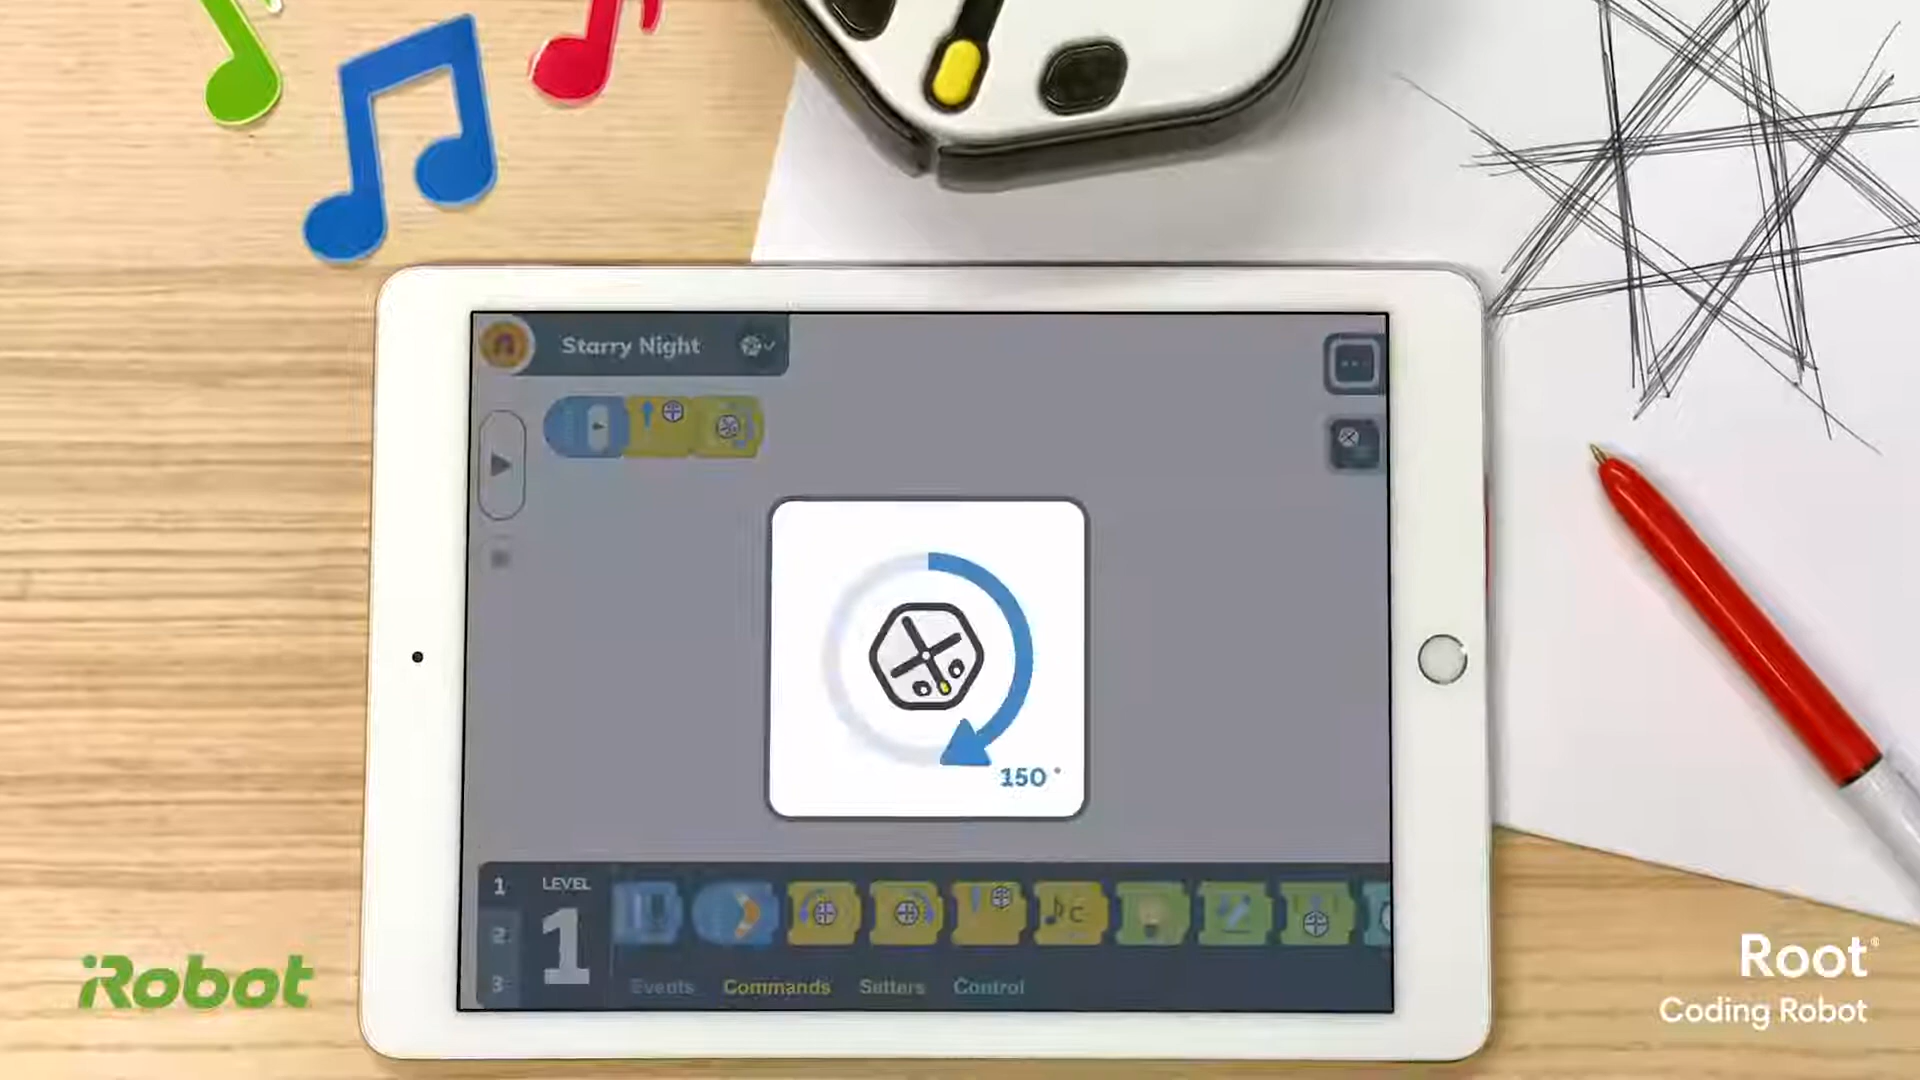 Starry Night
150 °
1
LEVEL
1
2
3
C
Events
Commands
Setters
Control
iRobot
Root®
Coding Robot